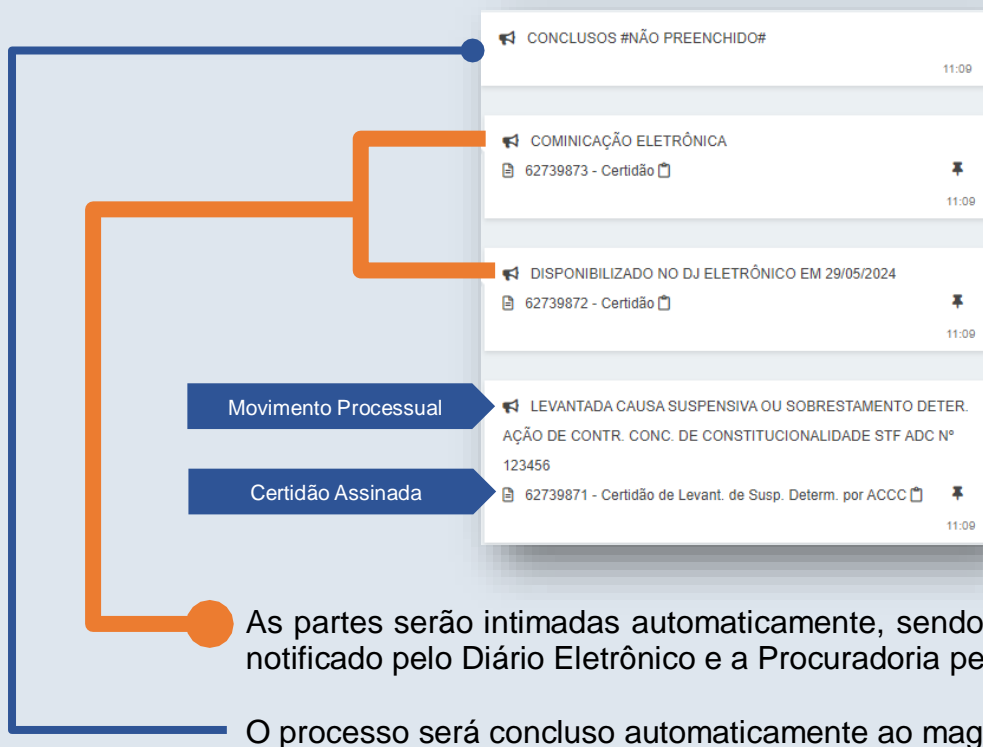 CONCLUSOS #NÃO PREENCHIDO#
11:09
COMINICAÇÃO ELETRÔNICA
62739873 - Certidão
11:09
DISPONIBILIZADO NO DJ ELETRÔNICO EM 29/05/2024
62739872 - Certidão
11:09
Movimento Processual
LEVANTADA CAUSA SUSPENSIVA OU SOBRESTAMENTO DETER.
AÇÃO DE CONTR. CONC. DE CONSTITUCIONALIDADE STF ADC Nº
123456
Certidão Assinada
62739871 - Certidão de Levant. de Susp. Determ. por ACCC
11:09
As partes serão intimadas automaticamente, sendo
notificado pelo Diário Eletrônico e a Procuradoria pe
O processo será concluso automaticamente ao mag